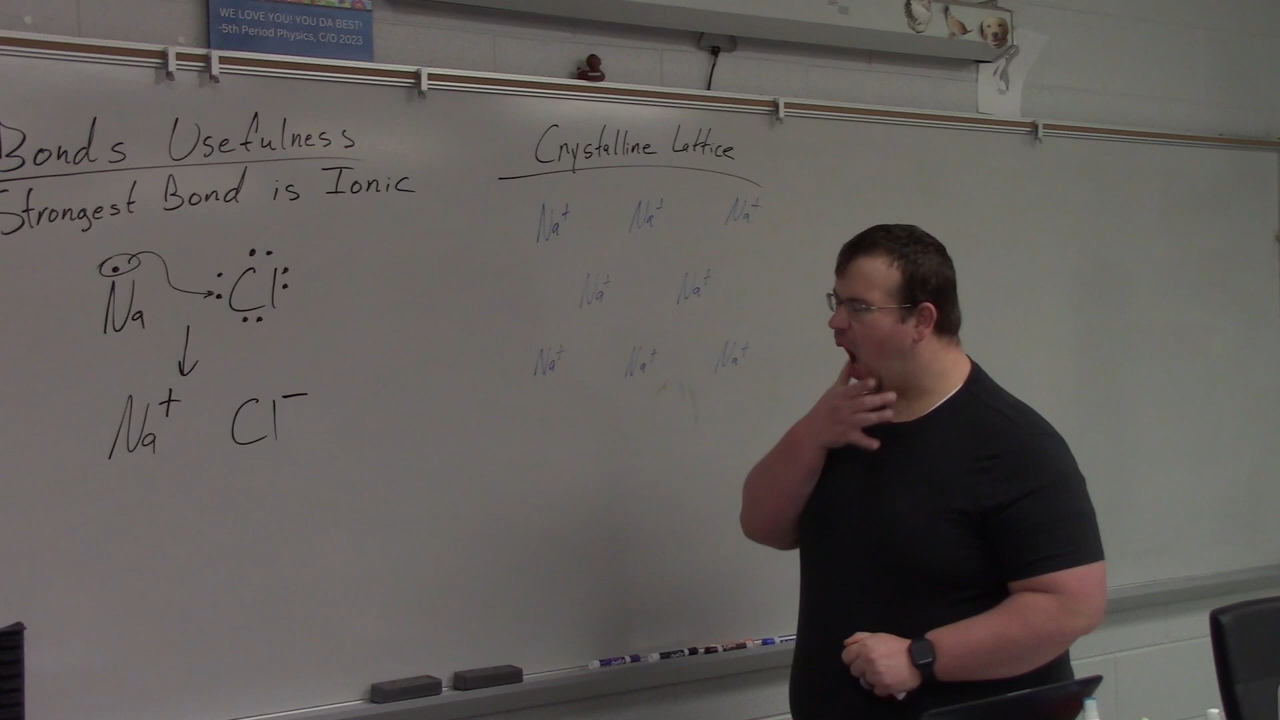 WE LOVE YOU! YOU DA BEST!
-5th Period Physics, C/O 2023
Bonds Usefulness
Strongest Bond is Ionic
Na Cl
Na+ Cl−
Crystalline Lattice
Na+ Na+ Na+
Na+ Na+
Na+ Na+ Na+